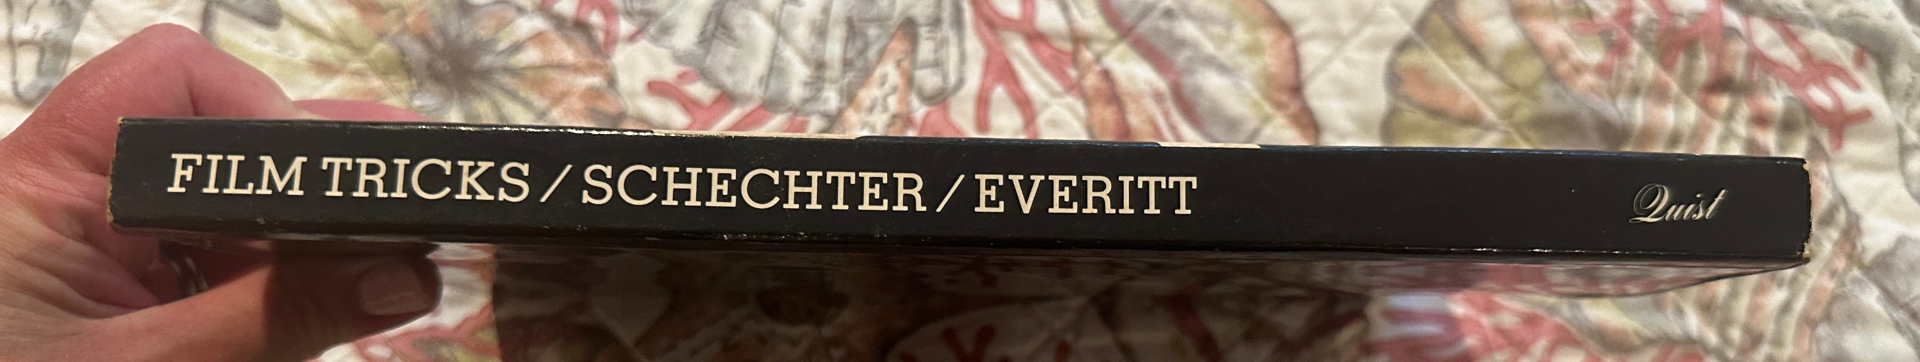 FILM TRICKS / SCHECHTER / EVERITT Quist